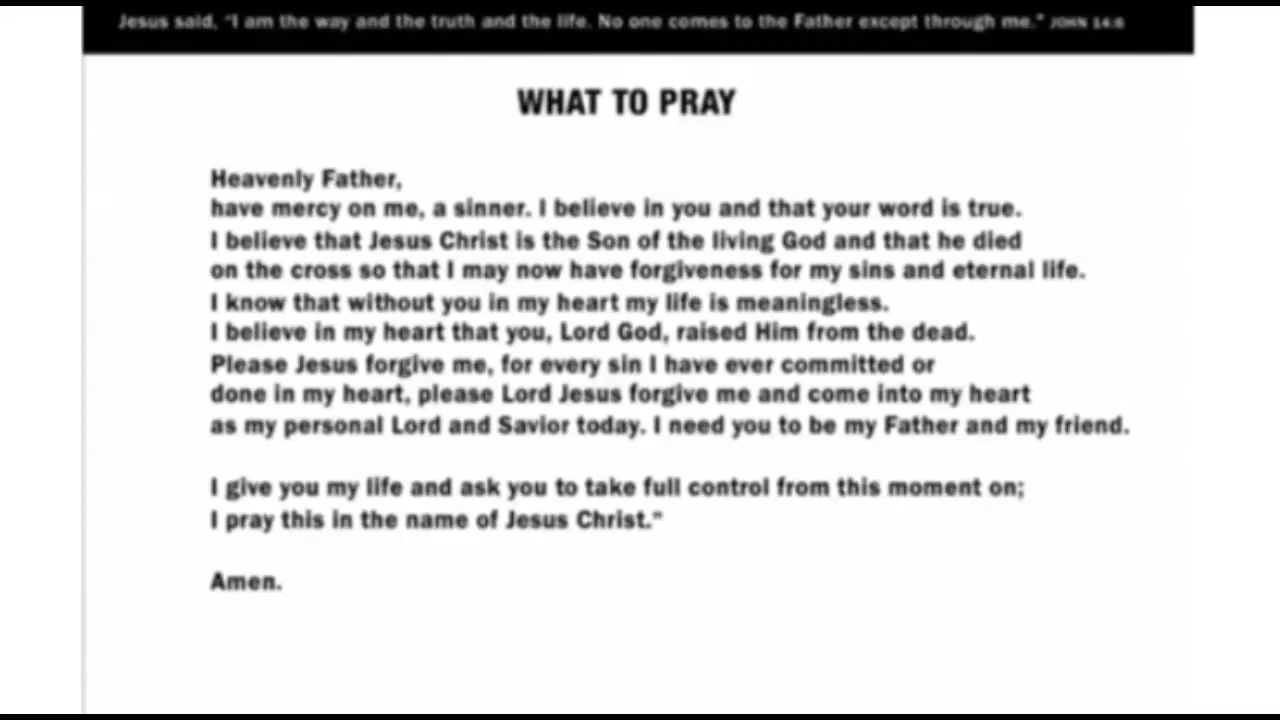 Jesus said, "I am the way and the truth and the life. No one comes to the Father except through me." JOHN 14:6
WHAT TO PRAY
Heavenly Father,
have mercy on me, a sinner. I believe in you and that your word is true.
I believe that Jesus Christ is the Son of the living God and that he died
on the cross so that I may now have forgiveness for my sins and eternal life.
I know that without you in my heart my life is meaningless.
I believe in my heart that you, Lord God, raised Him from the dead.
Please Jesus forgive me, for every sin I have ever committed or
done in my heart, please Lord Jesus forgive me and come into my heart
as my personal Lord and Savior today. I need you to be my Father and my friend.
I give you my life and ask you to take full control from this moment on;
I pray this in the name of Jesus Christ."
Amen.